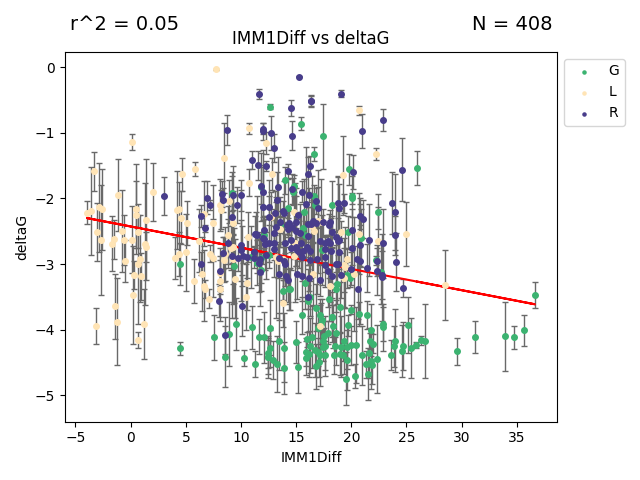 r^2 = 0.05
N = 408
IMM1Diff vs deltaG
G
L
R
0
−1
−2
−3
−4
−5
deltaG
−5
0
5
10
15
20
25
30
35
IMM1Diff